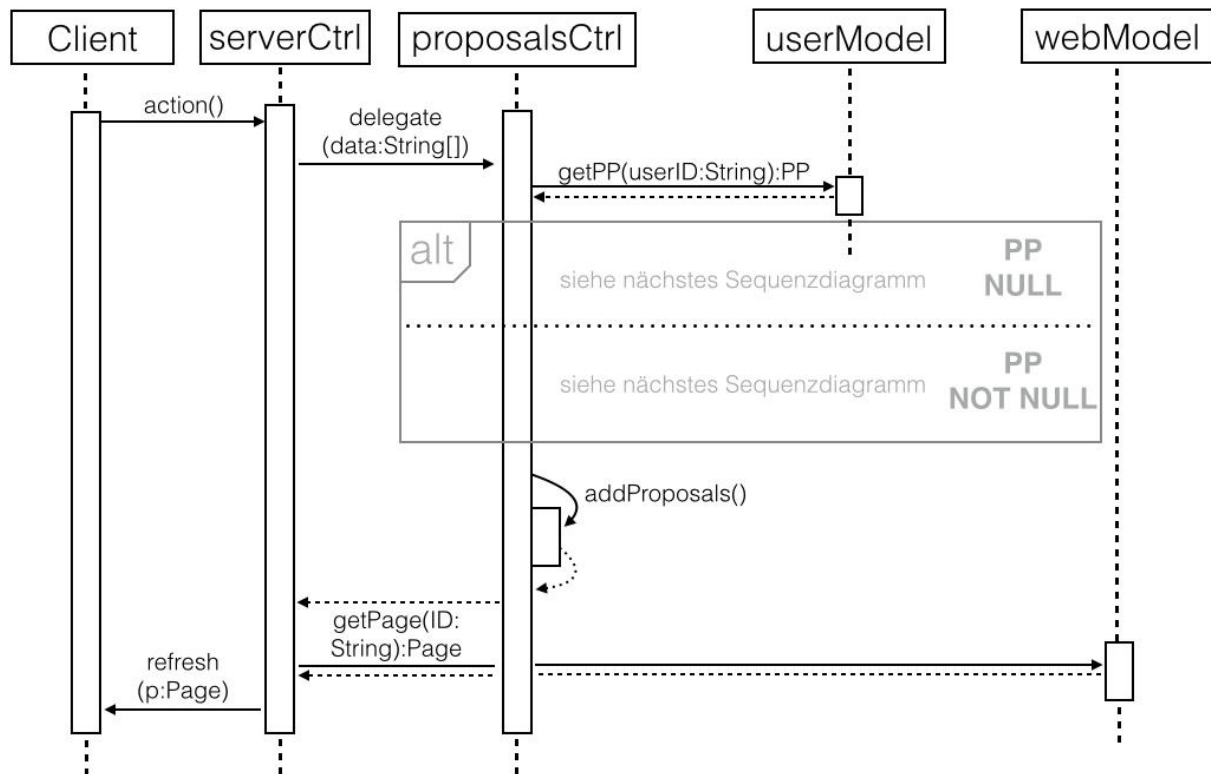 Client
serverCtrl
proposalsCtrl
userModel
webModel
action()
delegate
(data:String[])
getPP(userID:String):PP
alt
siehe nächstes Sequenzdiagramm
PP
NULL
siehe nächstes Sequenzdiagramm
PP
NOT NULL
addProposals()
getPage(ID:
String):Page
refresh
(p:Page)